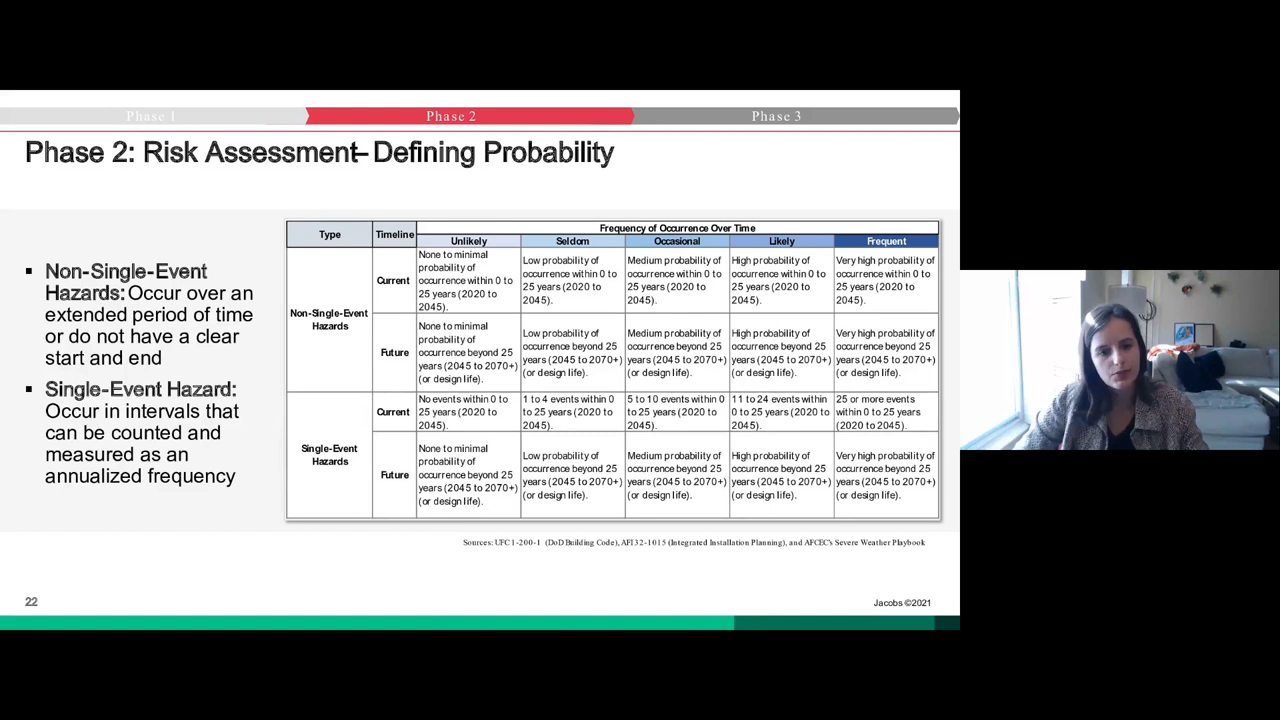 Phase 1 Phase 2 Phase 3
Phase 2: Risk Assessment– Defining Probability
▪ Non-Single-Event
Hazards: Occur over an
extended period of time
or do not have a clear
start and end
▪ Single-Event Hazard:
Occur in intervals that
can be counted and
measured as an
annualized frequency
Type
Timeline
Frequency of Occurrence Over Time
Unlikely Seldom Occasional Likely Frequent
Non-Single-Event
Hazards
Current
None to minimal
probability of
occurrence within 0 to
25 years (2020 to
2045).
Low probability of
occurrence within 0 to
25 years (2020 to
2045).
Medium probability of
occurrence within 0 to
25 years (2020 to
2045).
High probability of
occurrence within 0 to
25 years (2020 to
2045).
Very high probability of
occurrence within 0 to
25 years (2020 to
2045).
Future
None to minimal
probability of
occurrence beyond 25
years (2045 to 2070+)
(or design life).
Low probability of
occurrence beyond 25
years (2045 to 2070+)
(or design life).
Medium probability of
occurrence beyond 25
years (2045 to 2070+)
(or design life).
High probability of
occurrence beyond 25
years (2045 to 2070+)
(or design life).
Very high probability of
occurrence beyond 25
years (2045 to 2070+)
(or design life).
Single-Event
Hazards
Current
No events within 0 to
25 years (2020 to
2045).
1 to 4 events within 0
to 25 years (2020 to
2045).
5 to 10 events within 0
to 25 years (2020 to
2045).
11 to 24 events within
0 to 25 years (2020 to
2045).
25 or more events
within 0 to 25 years
(2020 to 2045).
Future
None to minimal
probability of
occurrence beyond 25
years (2045 to 2070+)
(or design life).
Low probability of
occurrence beyond 25
years (2045 to 2070+)
(or design life).
Medium probability of
occurrence beyond 25
years (2045 to 2070+)
(or design life).
High probability of
occurrence beyond 25
years (2045 to 2070+)
(or design life).
Very high probability of
occurrence beyond 25
years (2045 to 2070+)
(or design life).
Sources: UFC 1-200-1 (DoD Building Code), AFI 32-1015 (Integrated Installation Planning), and AFCEC's Severe Weather Playbook
22
Jacobs ©2021